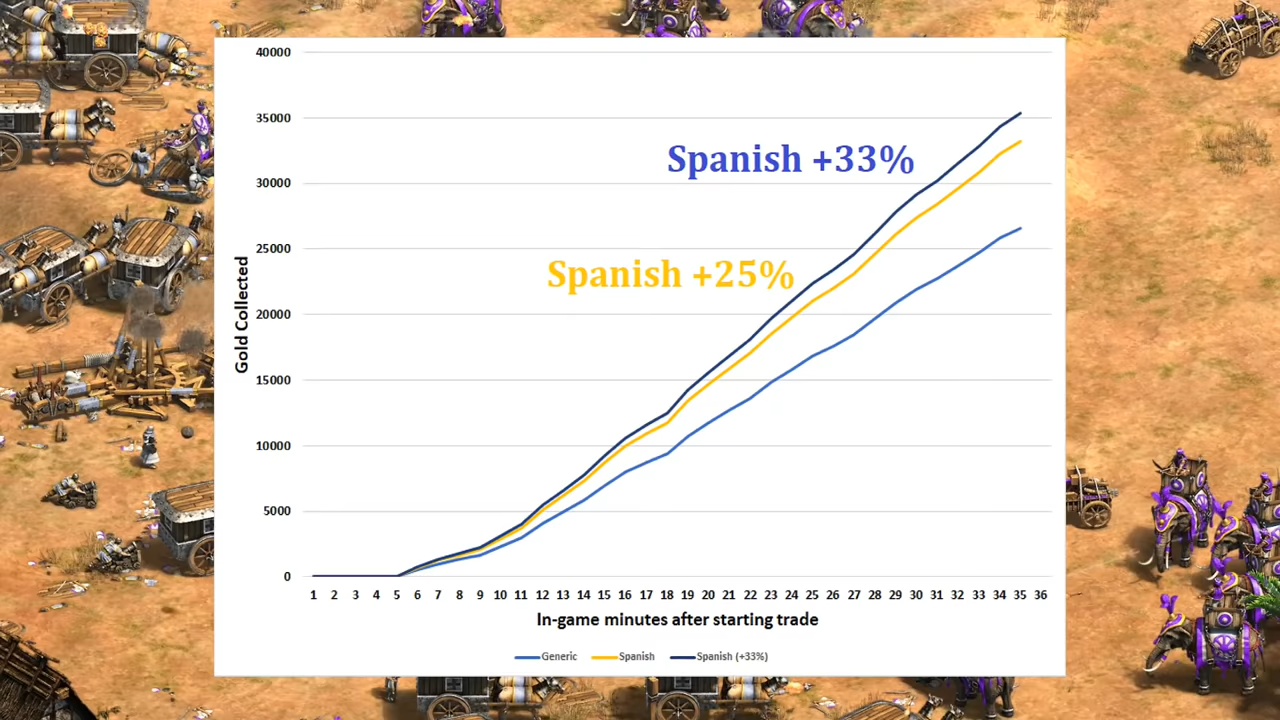 40000
35000
Spanish +33%
30000
25000
Spanish +25%
20000
15000
10000
5000
0
Gold Collected
1 2 3 4 5 6 7 8 9 10 11 12 13 14 15 16 17 18 19 20 21 22 23 24 25 26 27 28 29 30 31 32 33 34 35 36
In-game minutes after starting trade
Generic Spanish Spanish (+33%)